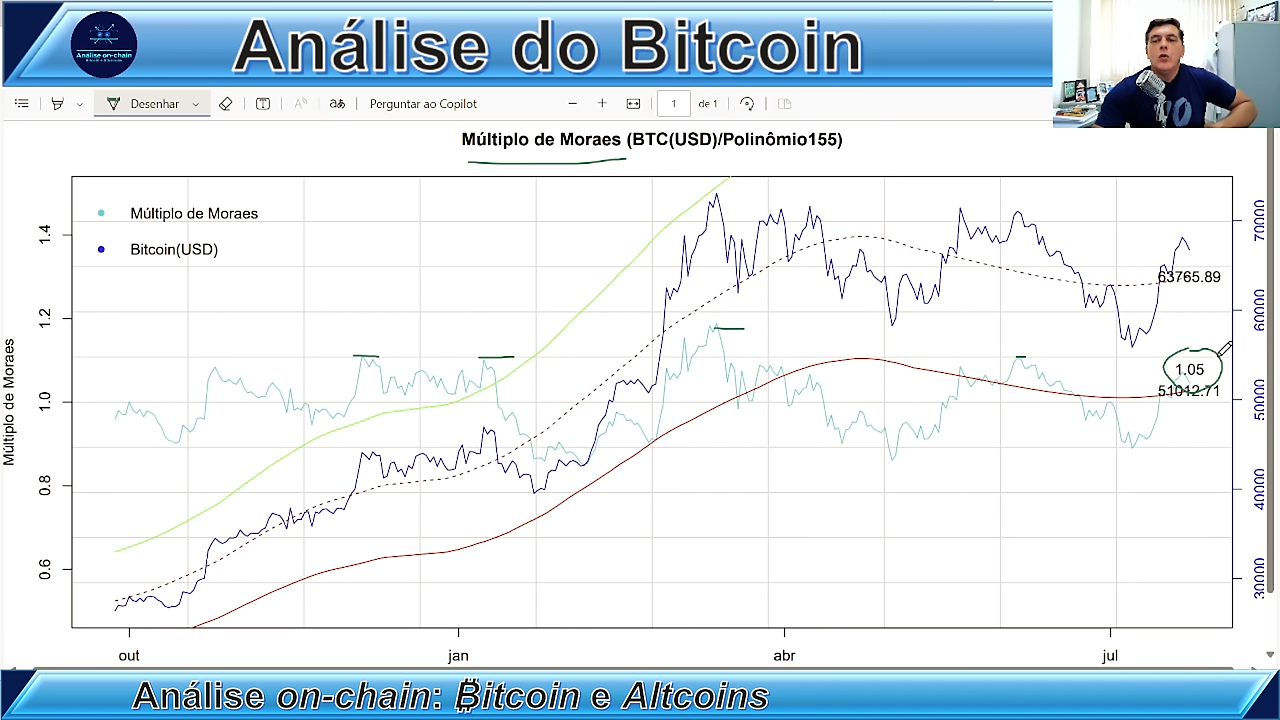 Análise do Bitcoin
Análise on-chain
Desenhar
Perguntar ao Copilot
1 de 1
Múltiplo de Moraes (BTC(USD)/Polinômio155)
Múltiplo de Moraes
Bitcoin(USD)
Múltiplo de Moraes
1.4
1.2
1.0
0.8
0.6
70000
60000
50000
40000
30000
63765.89
1.05
51042.71
out jan abr jul
Análise on-chain: ₿itcoin e Altcoins